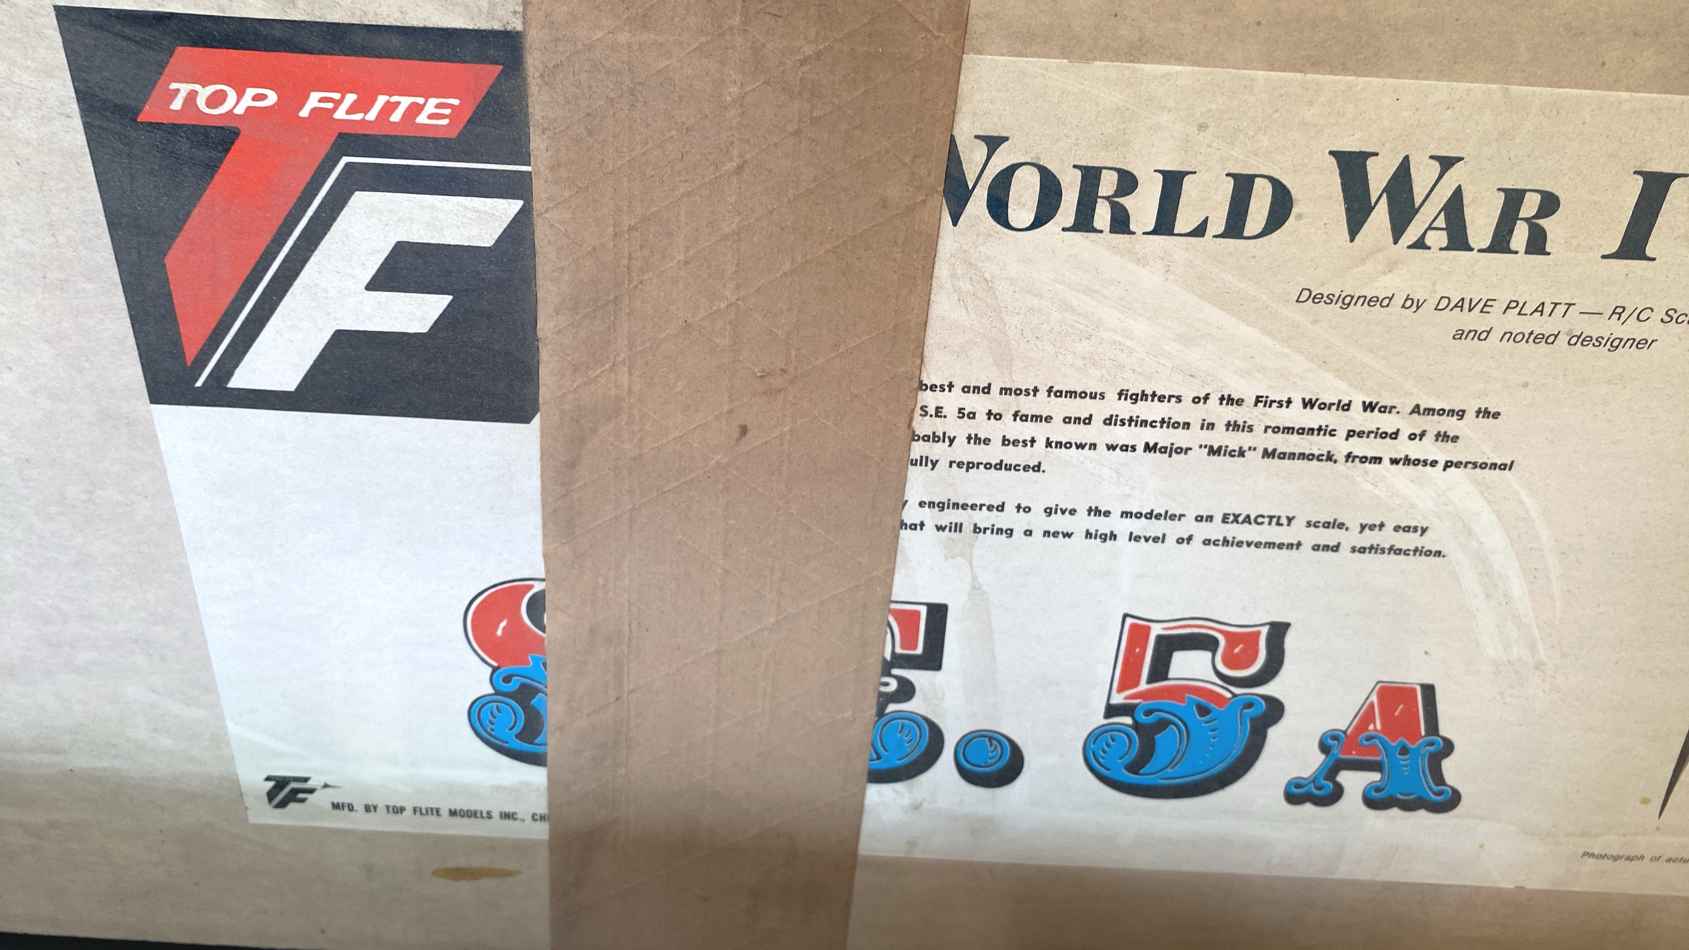 TOP FLITE
TF
WORLD WAR I
Designed by DAVE PLATT — R/C
and noted designer
best and most famous fighters of the First World War. Among the
S.E. 5a to fame and distinction in this romantic period of the
bably the best known was Major "Mick" Mannock, from whose personal
ully reproduced.
engineered to give the modeler an EXACTLY scale, yet easy
hat will bring a new high level of achievement and satisfaction.
S E. 5A
TF
MFD. BY TOP FLITE MODELS INC., CH
Photograph of